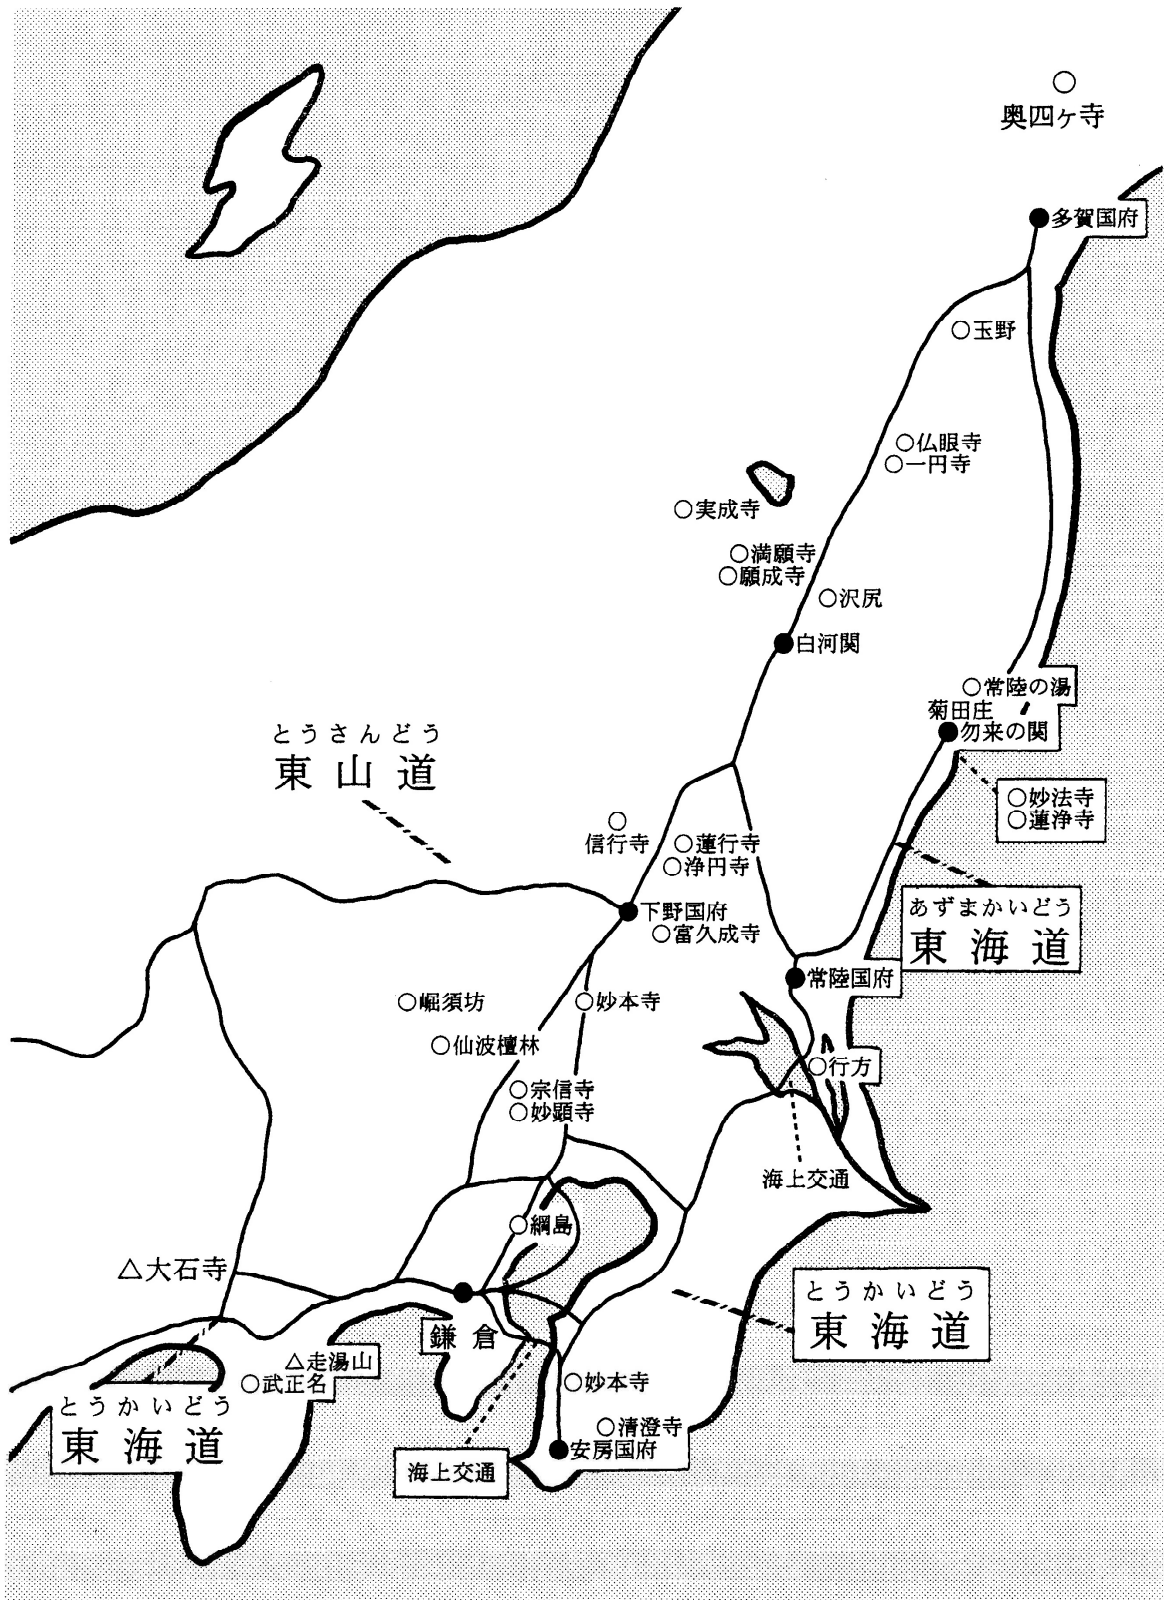 奥四ヶ寺
多賀国府
○玉野
○仏眼寺
○一円寺
○実成寺
○満願寺
○願成寺
○沢尻
白河関
○常陸の湯
菊田庄
勿来の関
○妙法寺
○蓮浄寺
とうさんどう
東山道
信行寺
○蓮行寺
○浄円寺
あずまかいどう
東海道
下野国府
○富久成寺
常陸国府
○堀須坊
○妙本寺
○仙波檀林
○行方
○宗信寺
○妙顕寺
海上交通
○綱島
△大石寺
とうかいどう
東海道
鎌倉
△走湯山
○武正名
○妙本寺
とうかいどう
東海道
○清澄寺
安房国府
海上交通